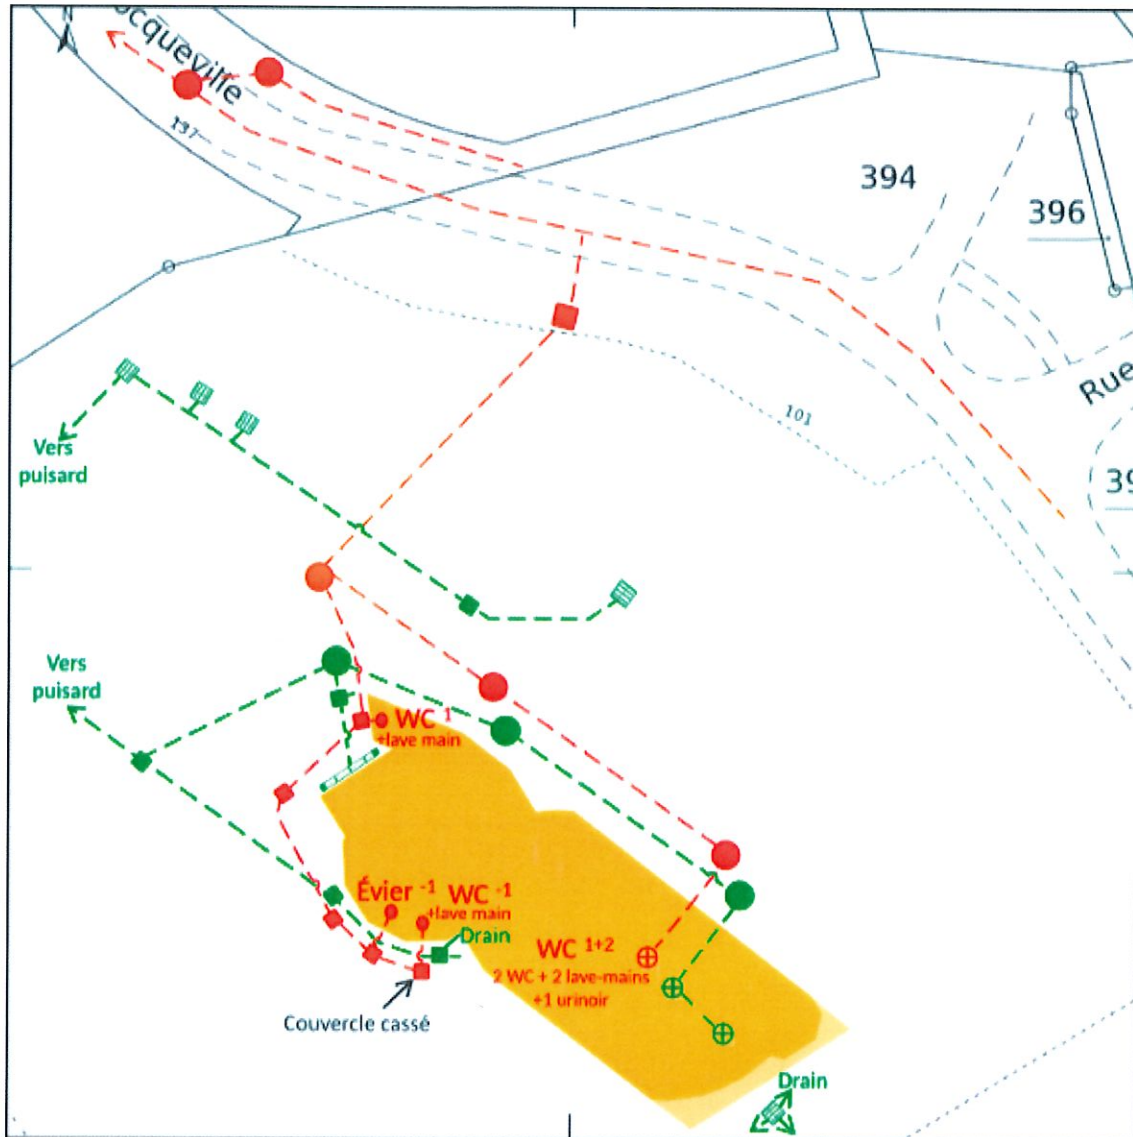 N
ocqueville
137
394
396
Rue
101
39
Vers
puisard
Vers
puisard
WC 1
+lave main
Évier -1
WC -1
+lave main
Drain
WC 1+2
2 WC + 2 lave-mains
+1 urinoir
Couvercle cassé
Drain